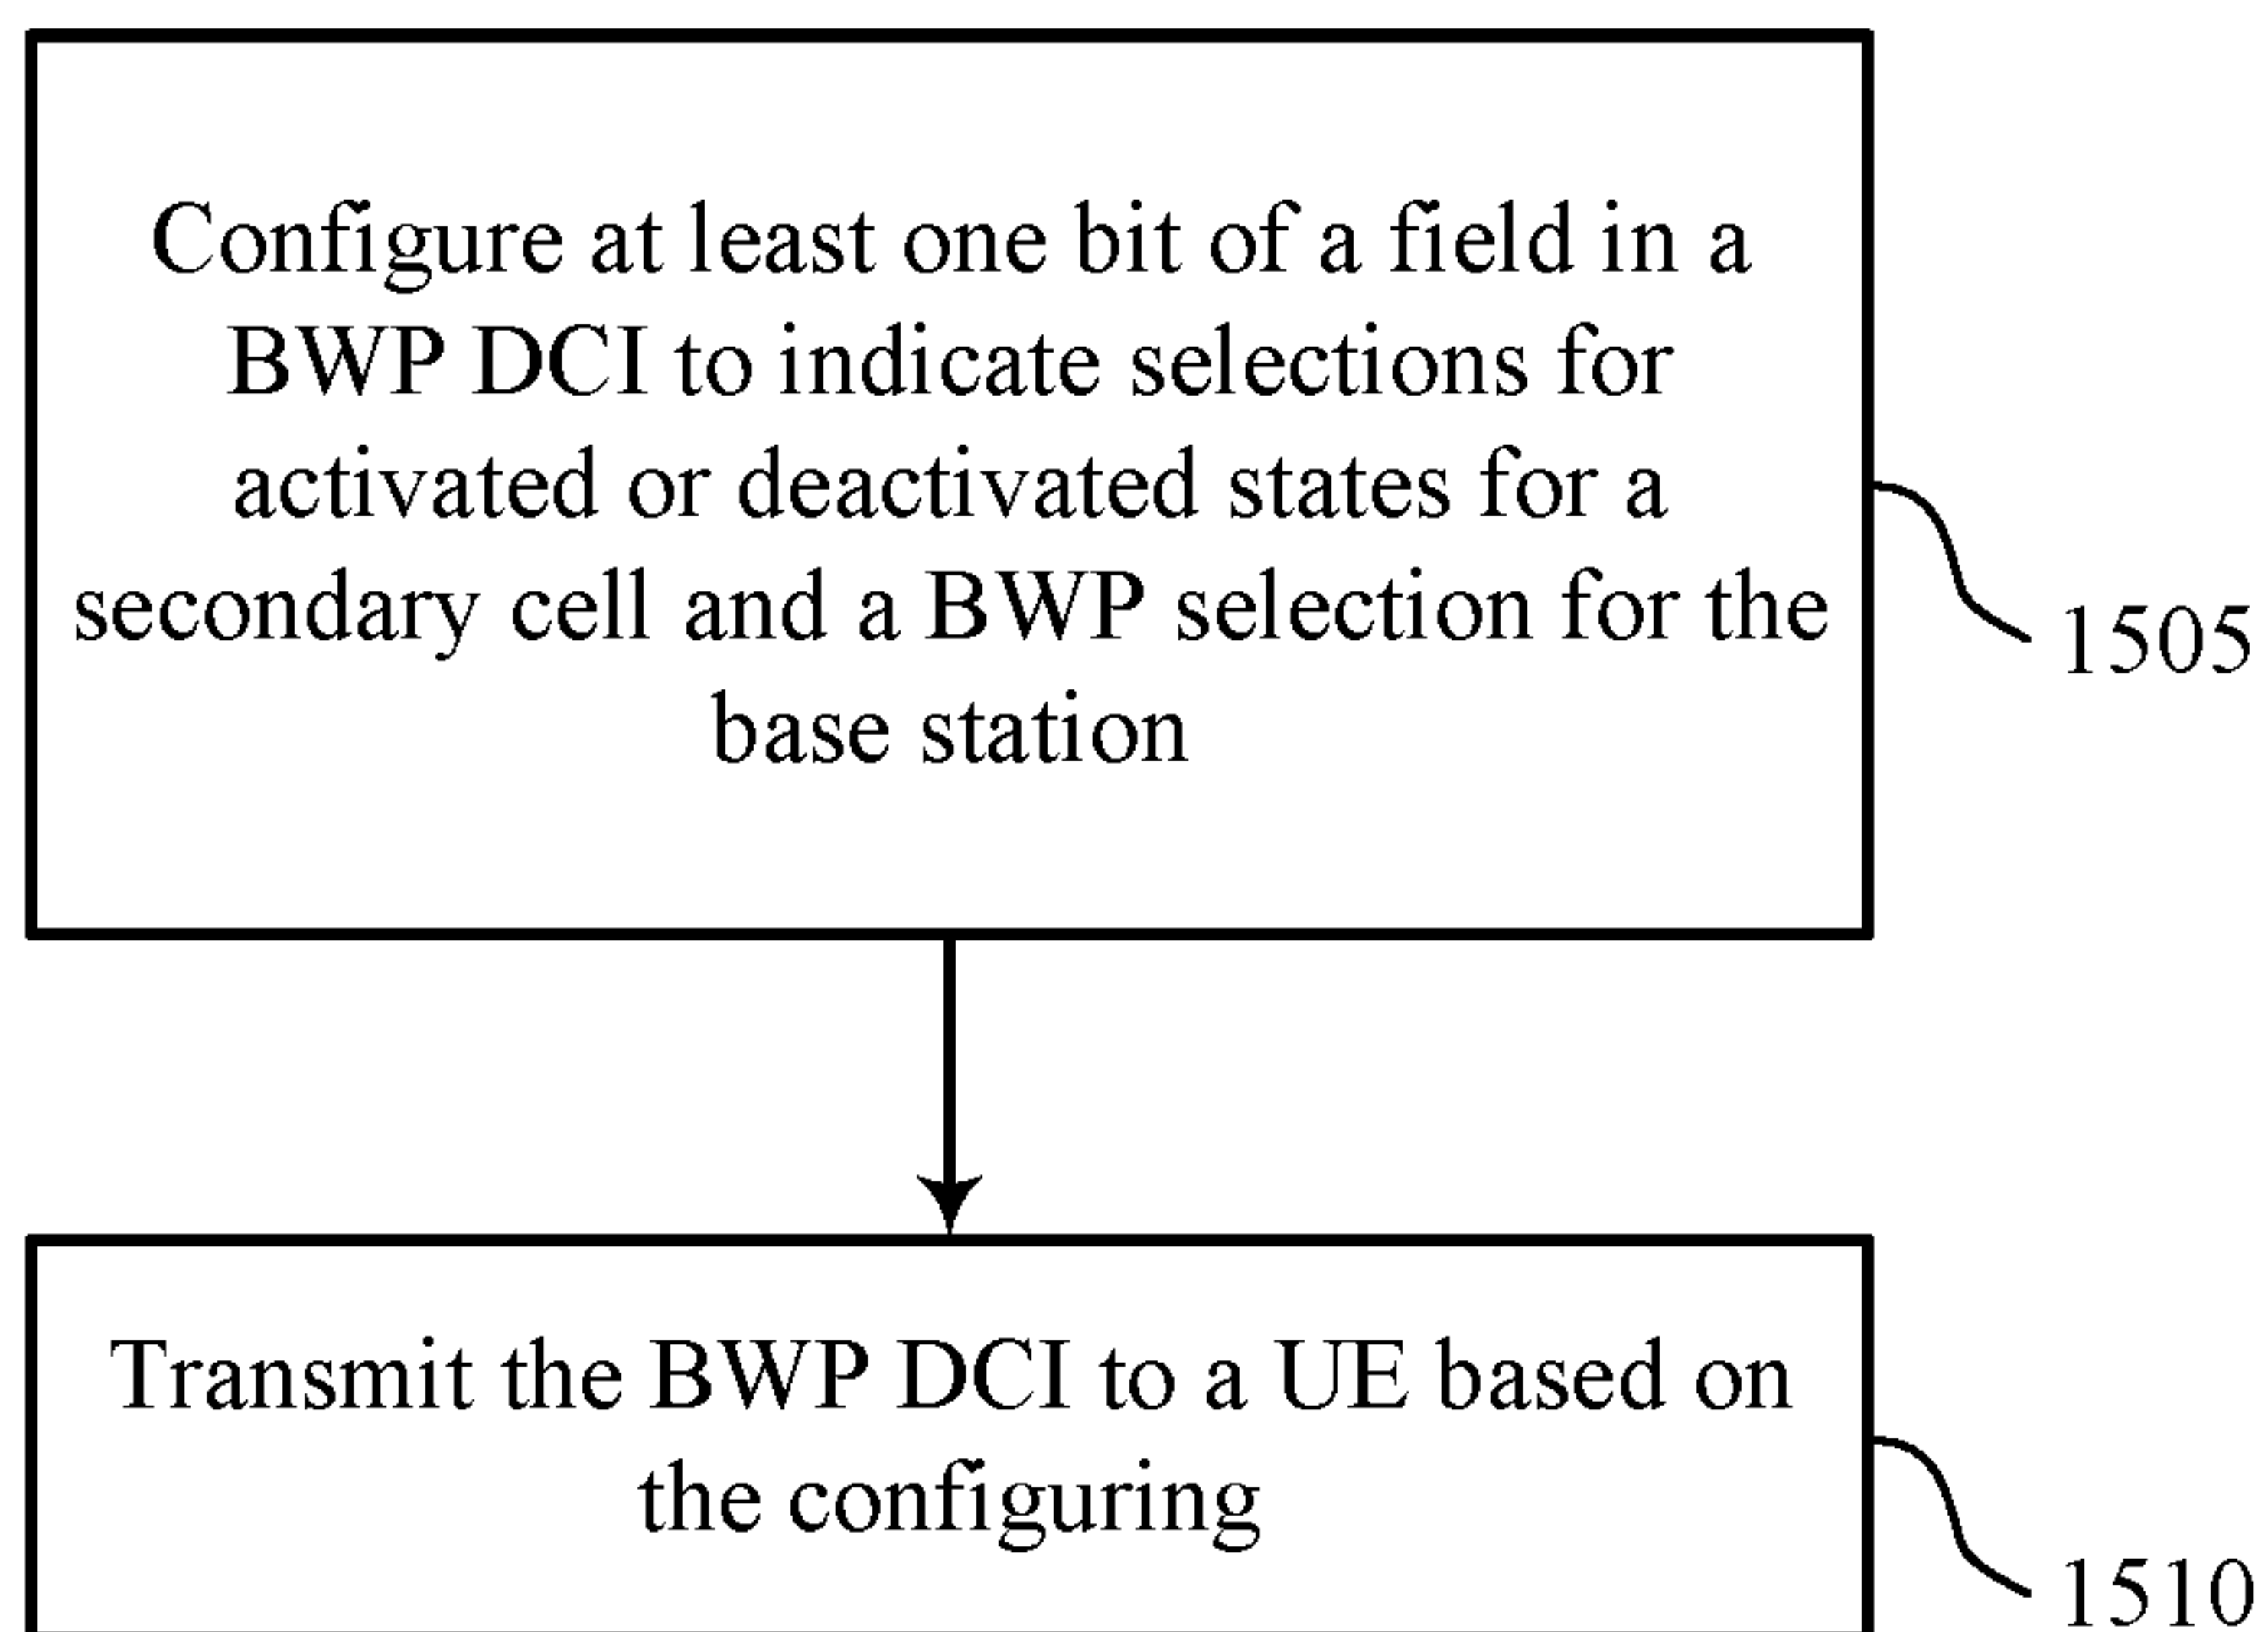 Configure at least one bit of a field in a
BWP DCI to indicate selections for
activated or deactivated states for a
secondary cell and a BWP selection for the
base station
1505
Transmit the BWP DCI to a UE based on
the configuring
1510